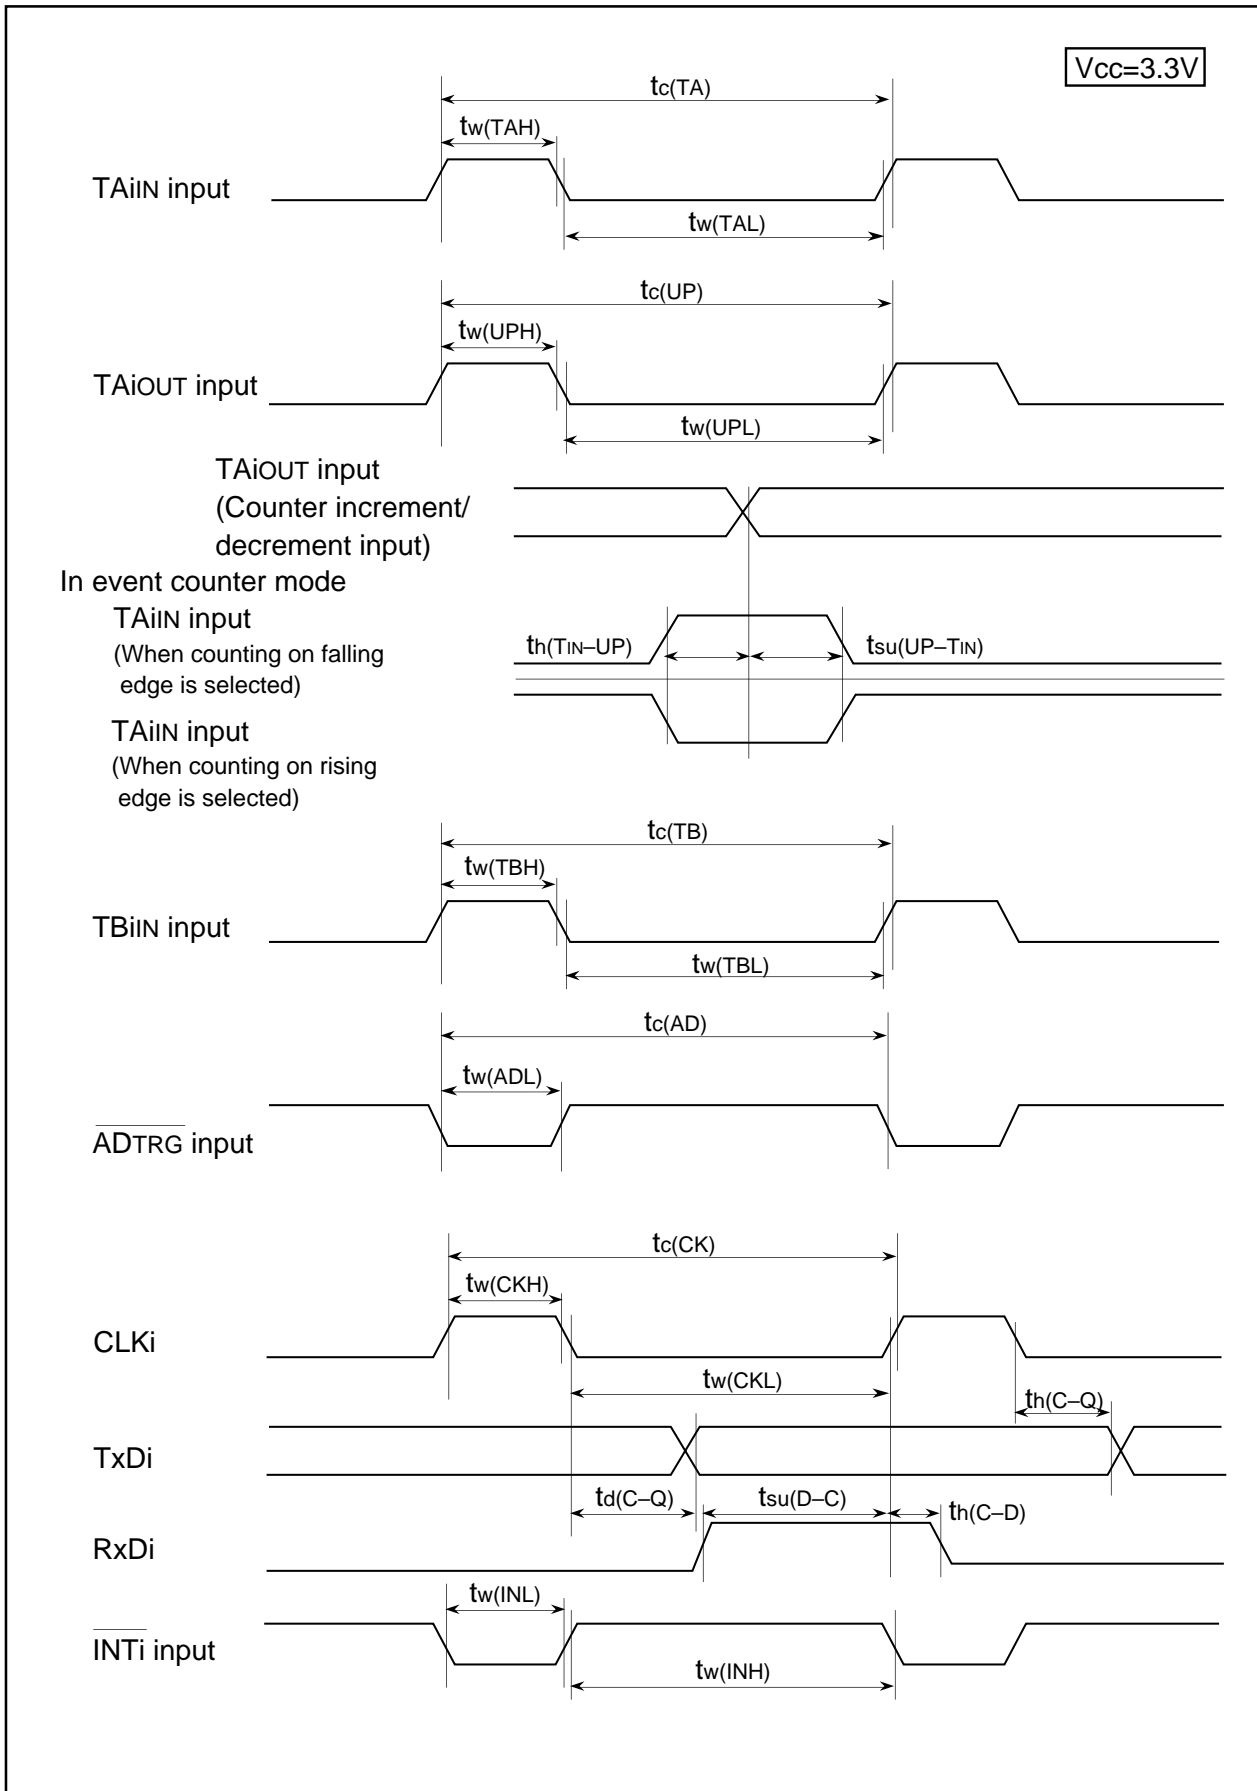 Vcc=3.3V
tc(TA)
tw(TAH)
TAiIN input
tw(TAL)
tc(UP)
tw(UPH)
TAiOUT input
tw(UPL)
TAiOUT input
(Counter increment/
decrement input)
In event counter mode
TAiIN input
(When counting on falling
edge is selected)
th(TIN–UP)
tsu(UP–TIN)
TAiIN input
(When counting on rising
edge is selected)
tc(TB)
tw(TBH)
TBiIN input
tw(TBL)
tc(AD)
tw(ADL)
ADTRG input
tc(CK)
tw(CKH)
CLKi
tw(CKL)
th(C–Q)
TxDi
td(C–Q)
tsu(D–C)
th(C–D)
RxDi
tw(INL)
INTi input
tw(INH)